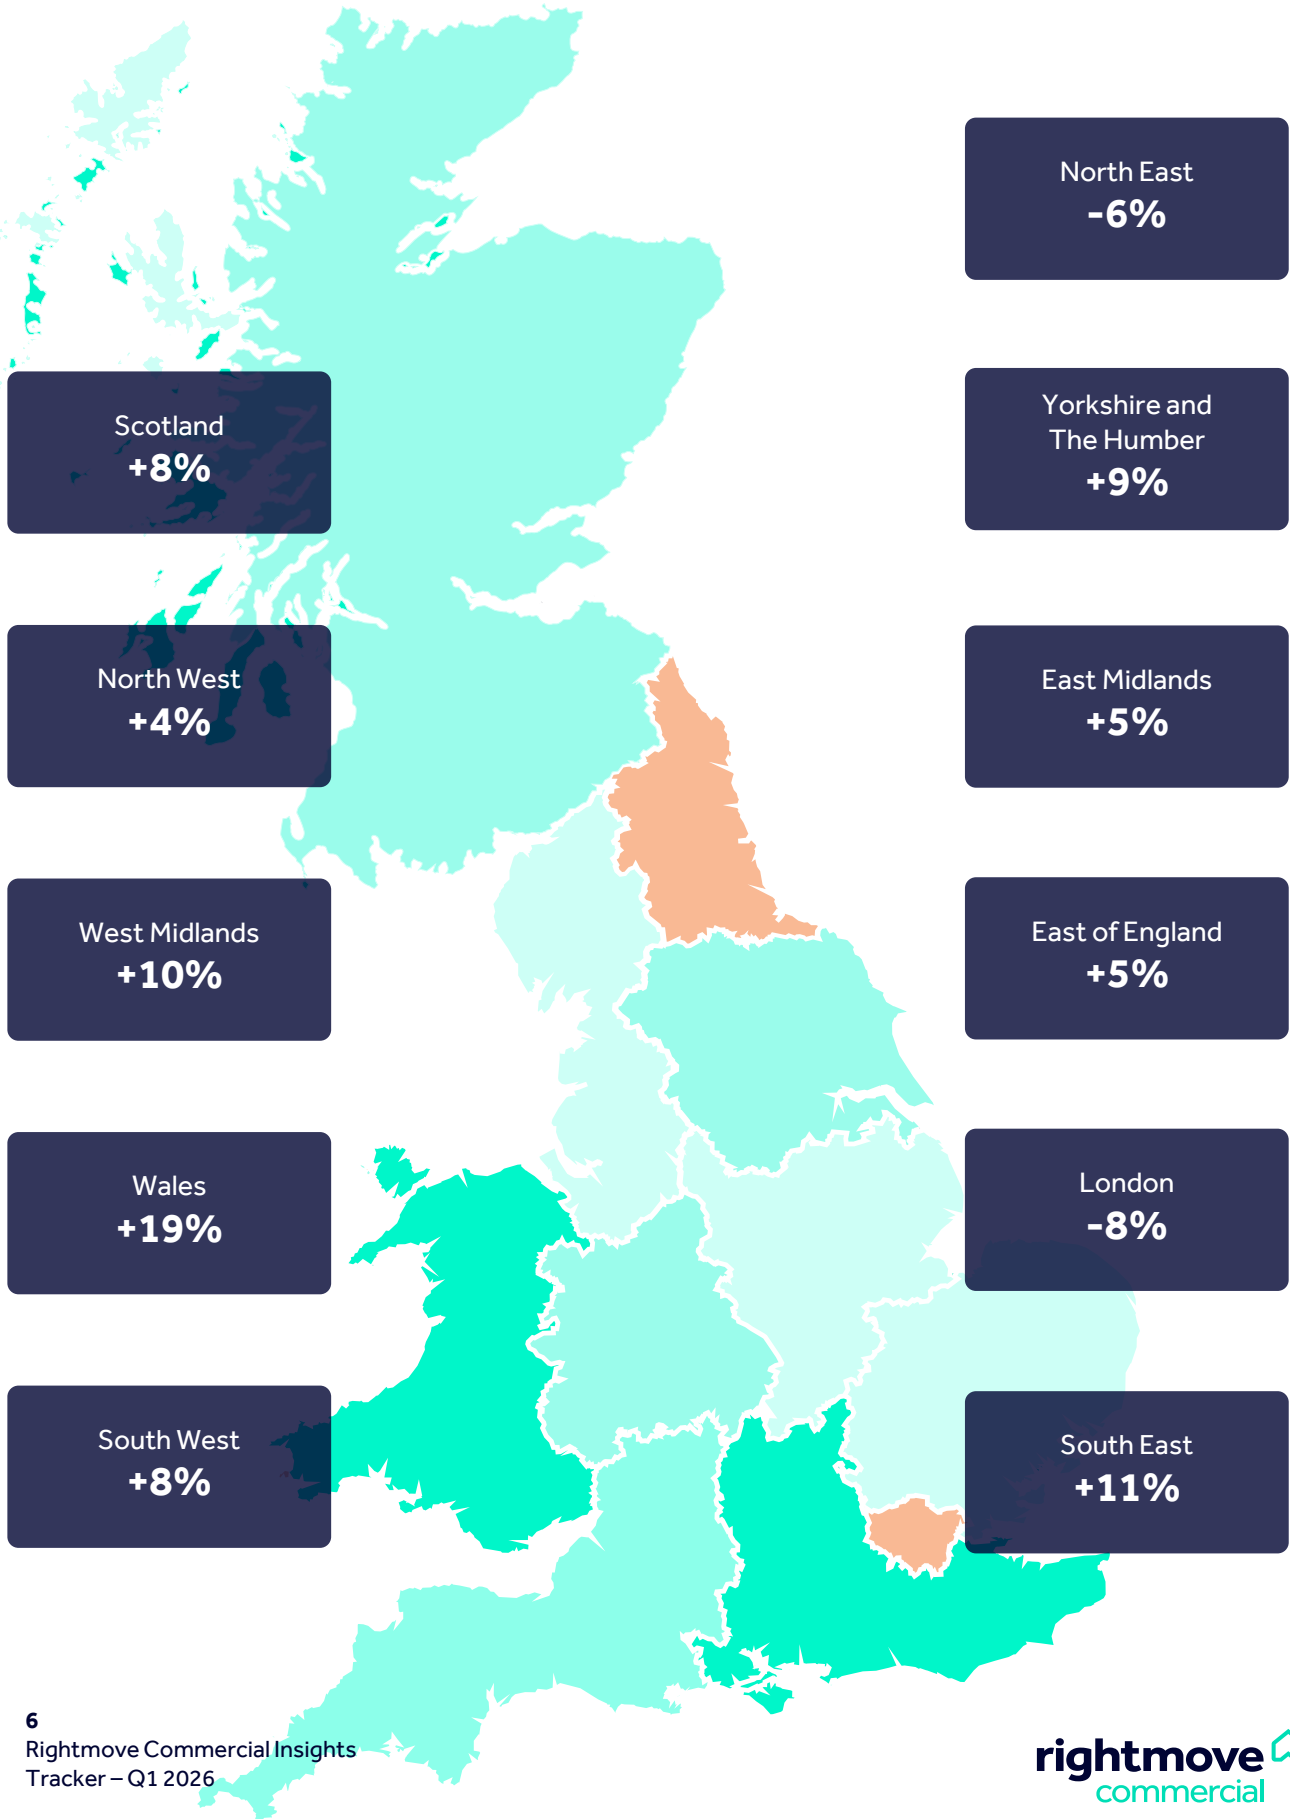 North East
-6%
Scotland
+8%
Yorkshire and
The Humber
+9%
North West
+4%
East Midlands
+5%
West Midlands
+10%
East of England
+5%
Wales
+19%
London
-8%
South West
+8%
South East
+11%
6
Rightmove Commercial Insights
Tracker – Q1 2026
rightmove
commercial